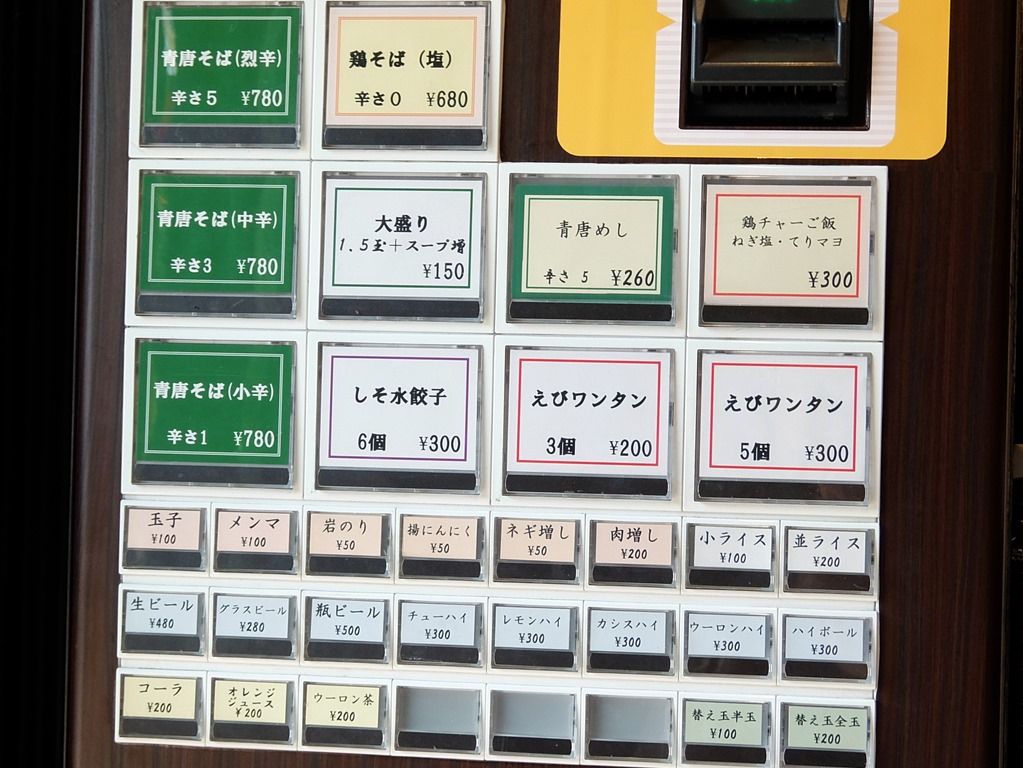 青唐そば(烈辛)
辛さ5 ¥780
鶏そば (塩)
辛さ0 ¥680
青唐そば(中辛)
辛さ3 ¥780
大盛り
1.5玉+スープ増
¥150
青唐めし
辛さ 5 ¥260
鶏チャーご飯
ねぎ塩・てりマヨ
¥300
青唐そば(小辛)
辛さ1 ¥780
しそ水餃子
6個 ¥300
えびワンタン
3個 ¥200
えびワンタン
5個 ¥300
玉子
¥100
メンマ
¥100
岩のり
¥50
揚にんにく
¥50
ネギ増し
¥50
肉増し
¥200
小ライス
¥100
並ライス
¥200
生ビール
¥480
グラスビール
¥280
瓶ビール
¥500
チューハイ
¥300
レモンハイ
¥300
カシスハイ
¥300
ウーロンハイ
¥300
ハイボール
¥300
コーラ
¥200
オレンジ
ジュース
¥200
ウーロン茶
¥200
替え玉半玉
¥100
替え玉全玉
¥200